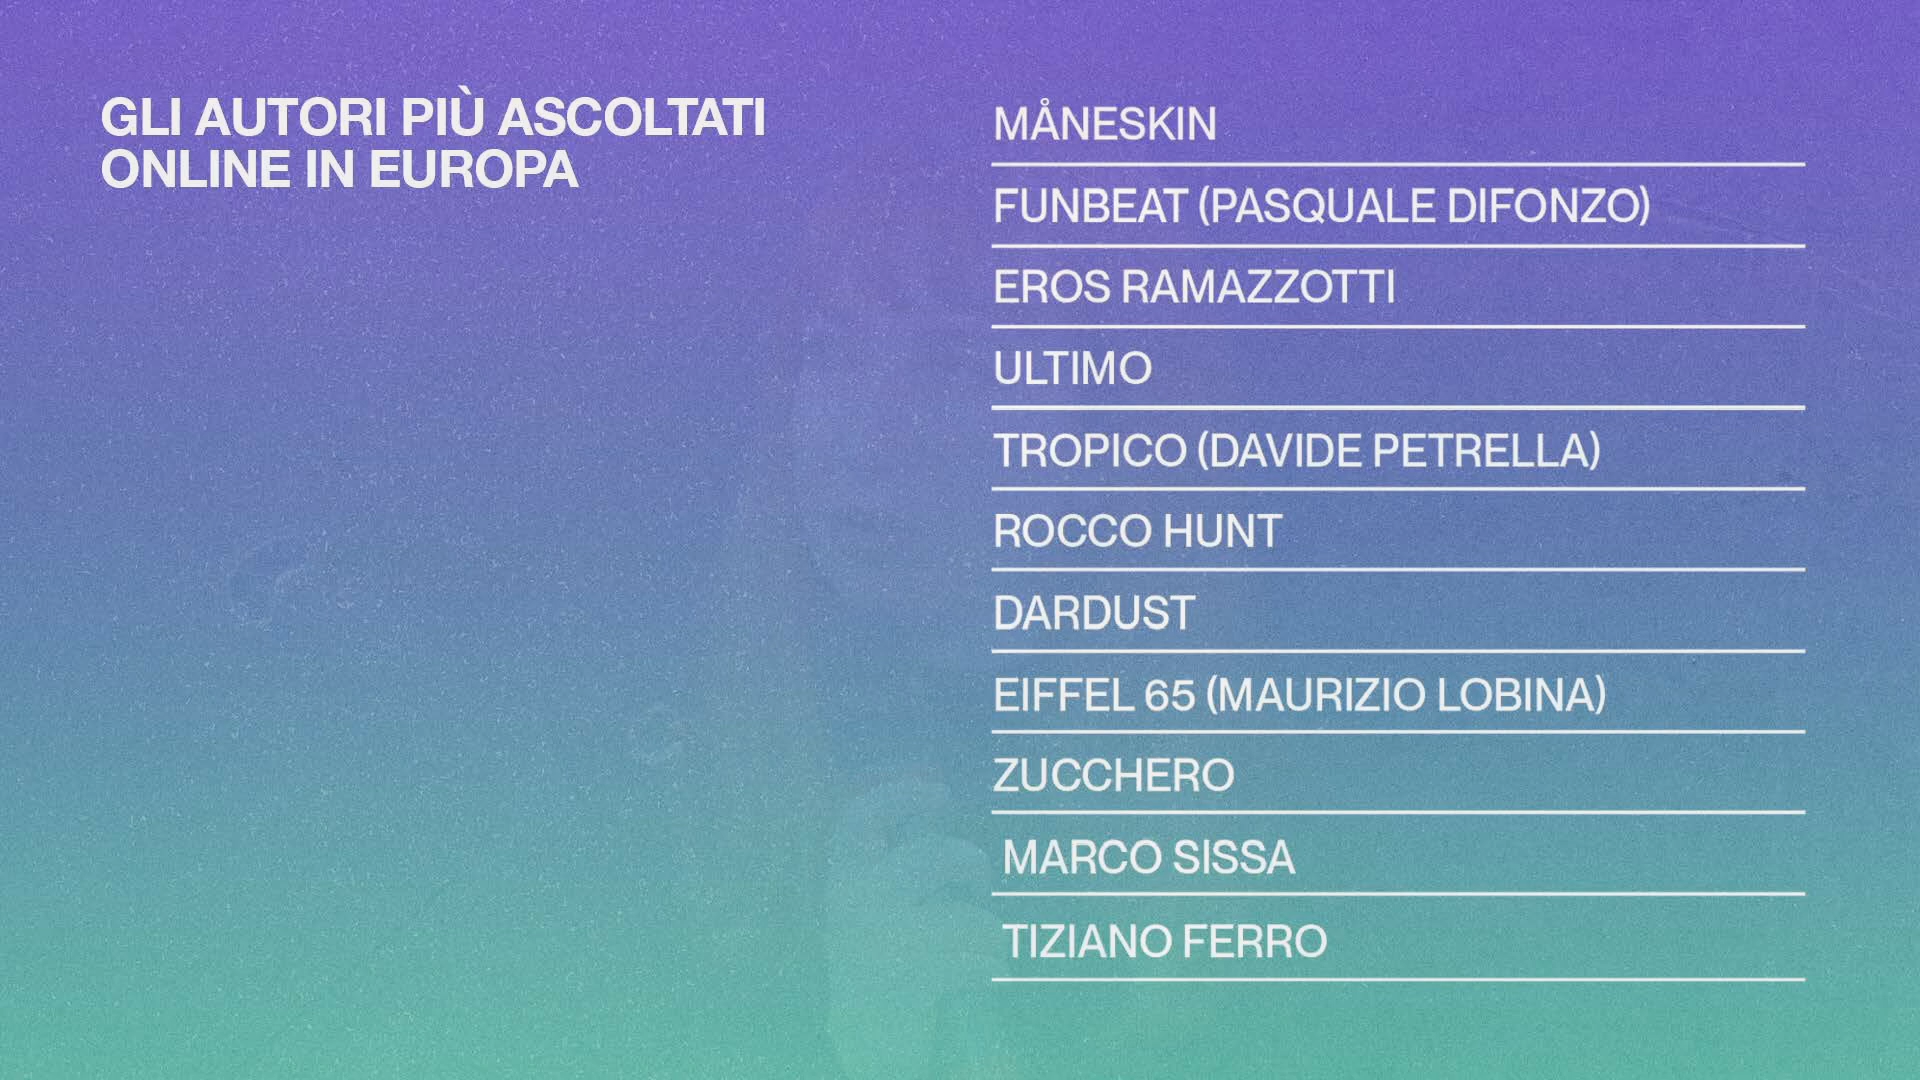 GLI AUTORI PIÙ ASCOLTATI
ONLINE IN EUROPA
MÅNESKIN
FUNBEAT (PASQUALE DIFONZO)
EROS RAMAZZOTTI
ULTIMO
TROPICO (DAVIDE PETRELLA)
ROCCO HUNT
DARDUST
EIFFEL 65 (MAURIZIO LOBINA)
ZUCCHERO
MARCO SISSA
TIZIANO FERRO